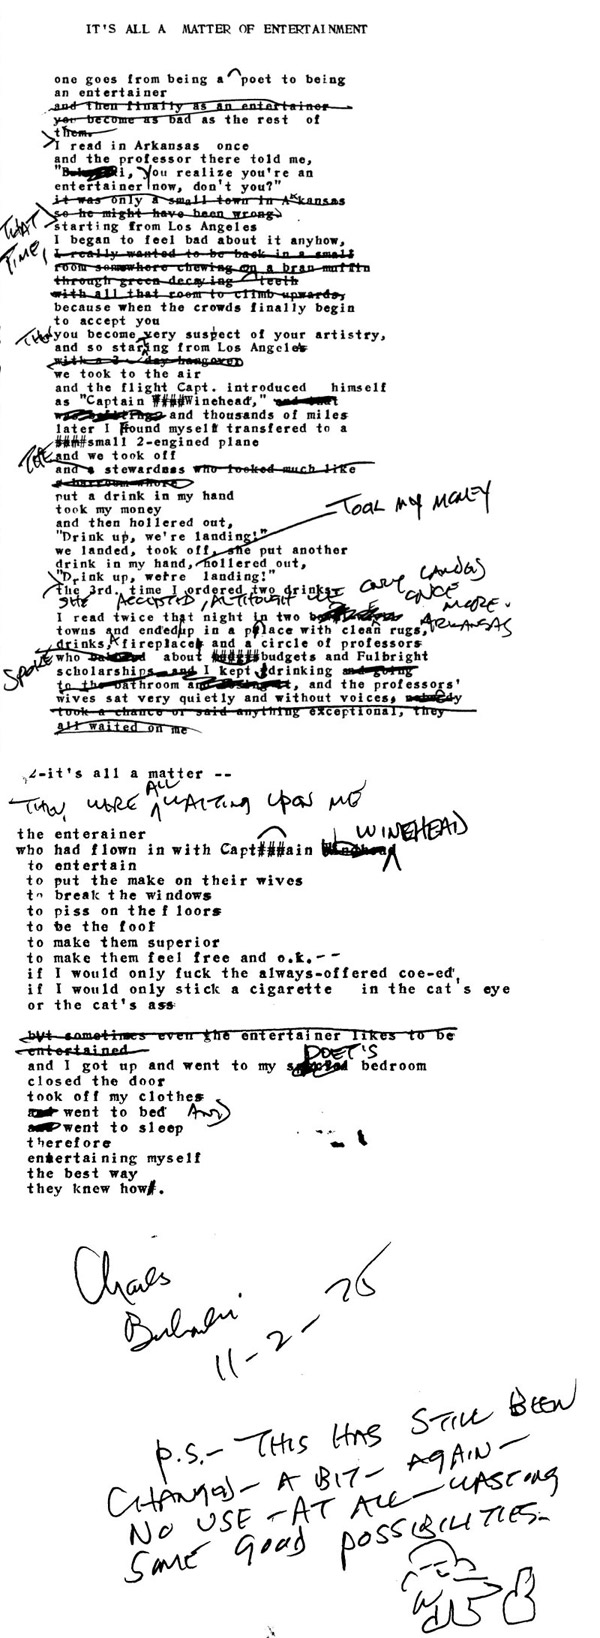 IT'S ALL A MATTER OF ENTERTAINMENT
one goes from being a poet to being
an entertainer
and then finally as an entertainer
you become as bad as the rest of
them.
I read in Arkansas once
and the professor there told me,
"B i, you realize you're an
entertainer now, don't you?"
it was only a small town in Arkansas
so he might have been wrong
THAT TIME,
starting from Los Angeles
I began to feel bad about it anyhow,
I really wanted to be back in a small
room somewhere chewing on a bran muffin
through green decaying teeth
with all that room to climb upwards,
because when the crowds finally begin
to accept you
THEN you become very suspect of your artistry,
and so starting from Los Angeles
with a 3 day hangover
we took to the air
and the flight Capt. introduced himself
as "Captain ####Winehead,"
and thousands of miles
later I found myself transfered to a
####small 2-engined plane
and we took off
THE
and a stewardess who looked much like
a barroom whore
put a drink in my hand
took my money
and then hollered out,
"Drink up, we're landing!"
TOOK MY MONEY
we landed, took off, she put another
drink in my hand, hollered out,
"Drink up, we're landing!"
the 3rd. time I ordered two drinks
SHE ACCEPTED, ALTHOUGH WE ONLY LANDED ONCE MORE.
I read twice that night in two
ARKANSAS
towns and ended up in a place with clean rugs,
drinks, fireplaces and a circle of professors
SPOKE
who about ##### budgets and Fulbright
scholarships and I kept drinking and going
to the bathroom and , and the professors'
wives sat very quietly and without voices, nobody
took a chance or said anything exceptional, they
all waited on me
--it's all a matter --
THEY WERE ALL WAITING UPON ME
the enterainer
who had flown in with Capt###ain Winehead WINEHEAD
to entertain
to put the make on their wives
to break the windows
to piss on the floors
to be the fool
to make them superior
to make them feel free and o.k.--
if I would only fuck the always-offered coe-ed,
if I would only stick a cigarette in the cat's eye
or the cat's ass
but sometimes even the entertainer likes to be
entertained
and I got up and went to my POET'S bedroom
closed the door
took off my clothes
and went to bed AND
and went to sleep
therefore
entertaining myself
the best way
they knew how.
Charles
Bukowski
11-2-75
P.S.- THIS HAS STILL BEEN
CHANGED- A BIT- AGAIN-
NO USE - AT ALL - WASTING
SOME GOOD POSSIBILITIES-